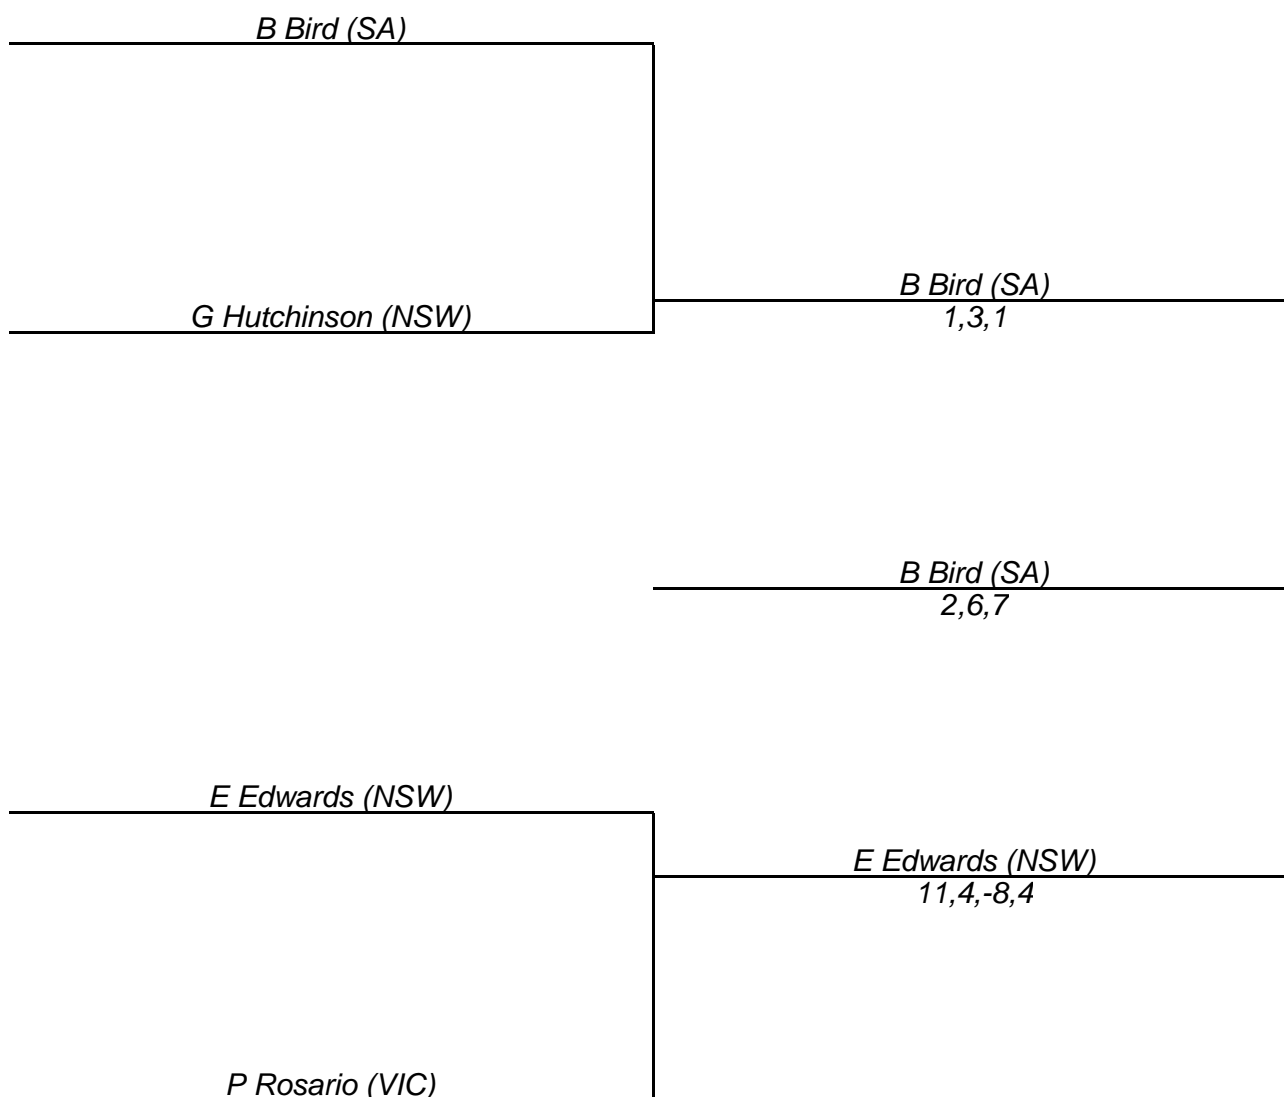 B Bird (SA)
B Bird (SA)
G Hutchinson (NSW)
1,3,1
B Bird (SA)
2,6,7
E Edwards (NSW)
E Edwards (NSW)
11,4,-8,4
P Rosario (VIC)